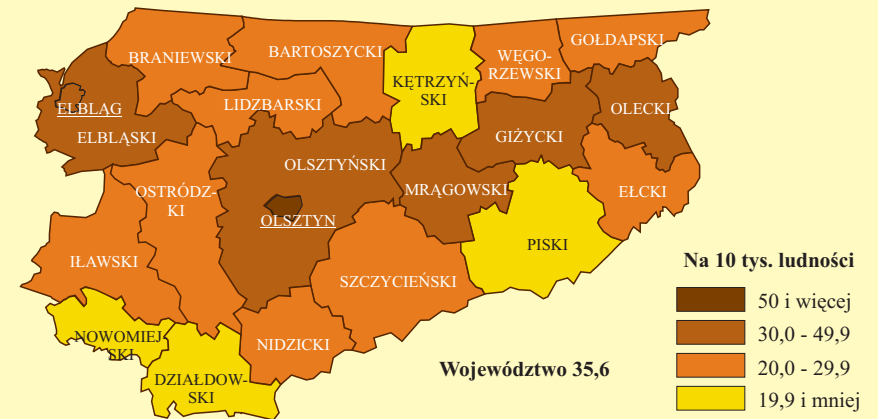 GOŁDAPSKI
BRANIEWSKI
BARTOSZYCKI
WĘGO-
RZEWSKI
KĘTRZYŃ-
SKI
ELBLĄG
LIDZBARSKI
OLECKI
ELBLĄSKI
GIŻYCKI
OLSZTYŃSKI
OSTRÓDZ-
KI
MRĄGOWSKI
EŁCKI
OLSZTYN
PISKI
IŁAWSKI
SZCZYCIEŃSKI
NOWOMIEJ
SKI
NIDZICKI
DZIAŁDOW-
SKI
Województwo 35,6
Na 10 tys. ludności
50 i więcej
30,0 - 49,9
20,0 - 29,9
19,9 i mniej